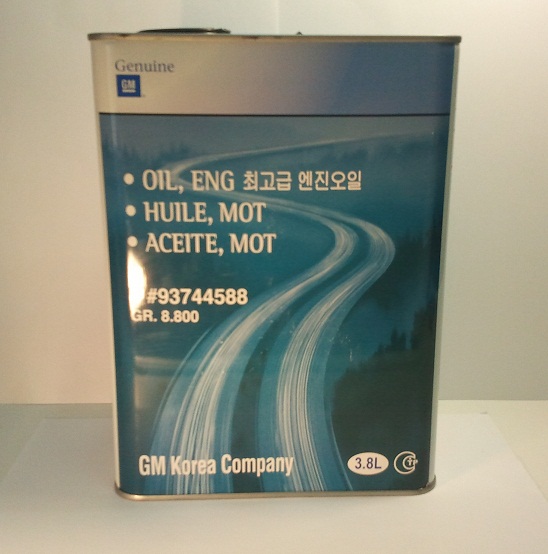 Genuine
GM
• OIL, ENG 최고급 엔진오일
• HUILE, MOT
• ACEITE, MOT
#93744588
GR. 8.800
GM Korea Company
3.8L